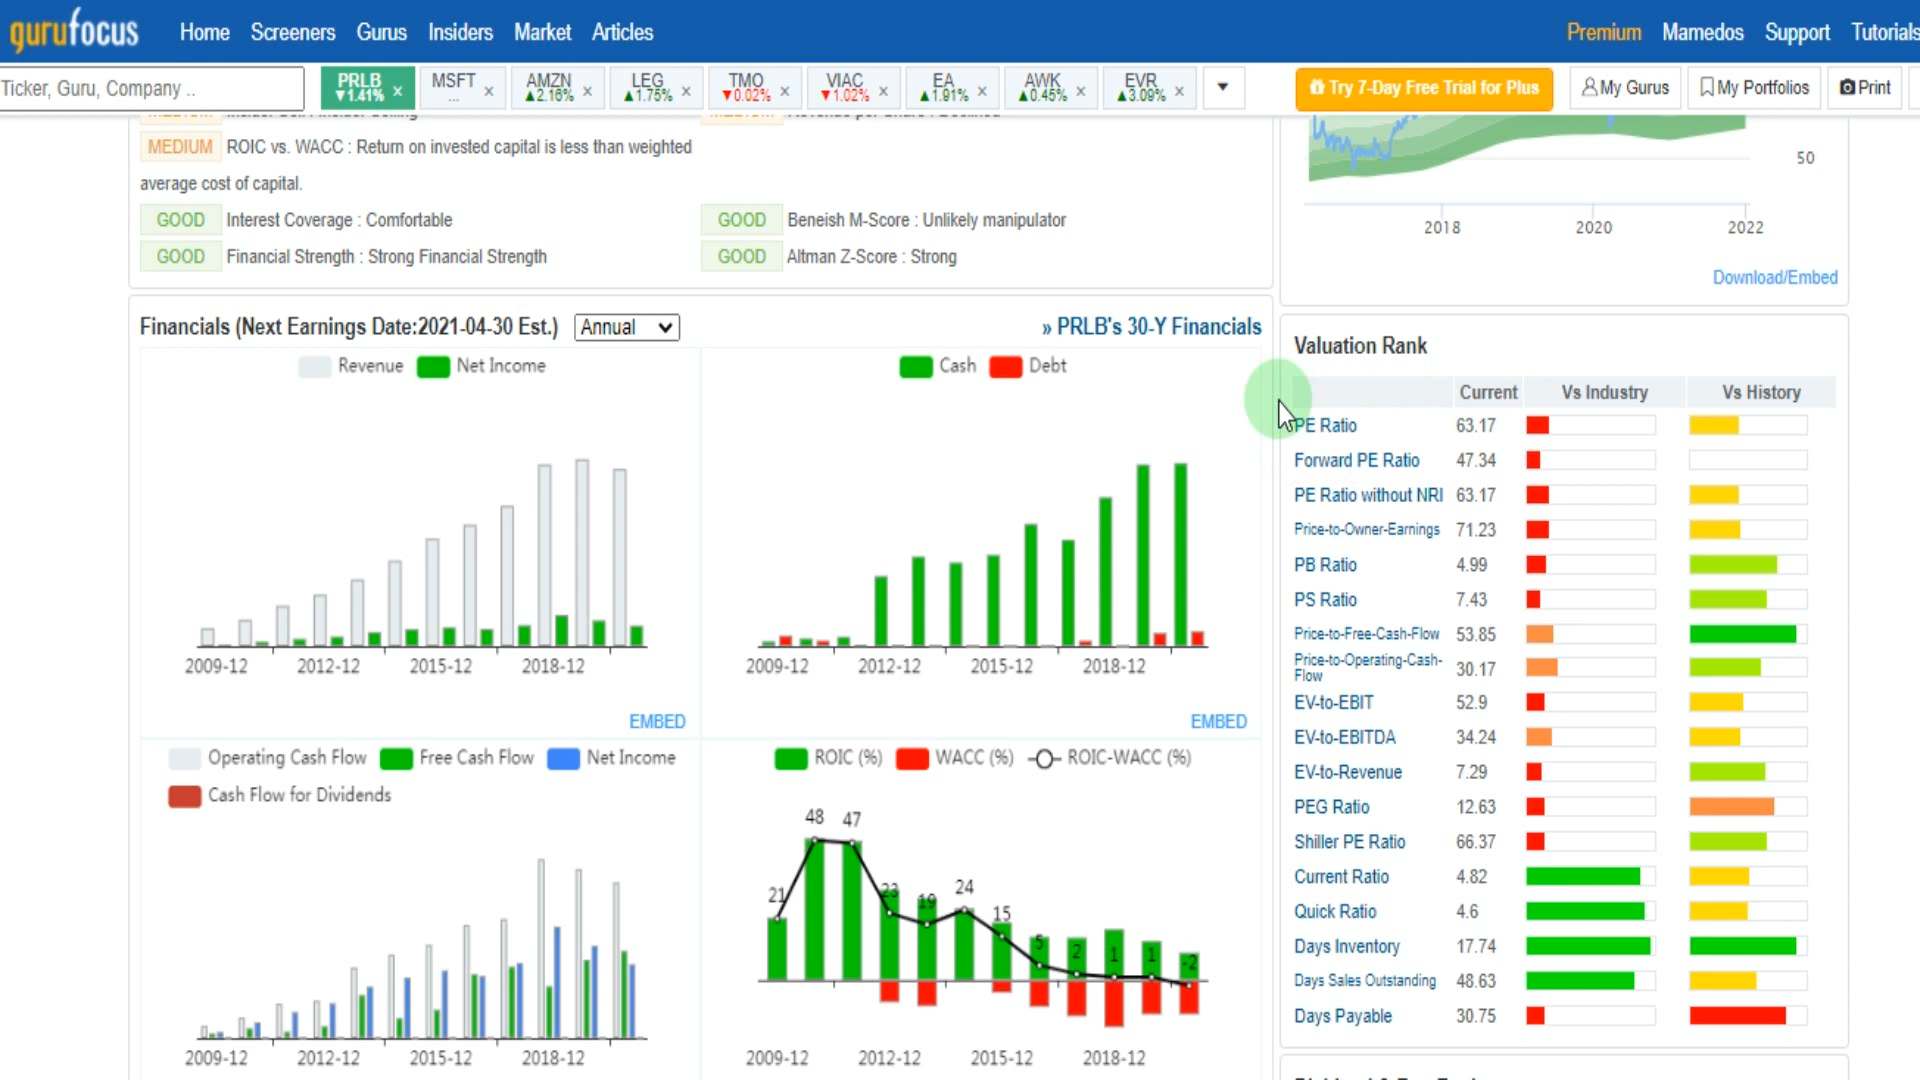 gurufocus Home Screeners Gurus Insiders Market Articles Premium Mamedos Support Tutorials
Ticker, Guru, Company .. PRLB ▼1.41% × MSFT ... × AMZN ▲2.16% × LEG ▲1.75% × TMO ▼0.02% × VIAC ▼1.02% × EA ▲1.91% × AWK ▲0.45% × EVR ▲3.09% × Try 7-Day Free Trial for Plus My Gurus My Portfolios Print
MEDIUM ROIC vs. WACC : Return on invested capital is less than weighted
average cost of capital.
GOOD Interest Coverage : Comfortable GOOD Beneish M-Score : Unlikely manipulator
GOOD Financial Strength : Strong Financial Strength GOOD Altman Z-Score : Strong
50
2018 2020 2022
Download/Embed
Financials (Next Earnings Date:2021-04-30 Est.) Annual » PRLB's 30-Y Financials
Revenue Net Income
2009-12 2012-12 2015-12 2018-12
EMBED
Cash Debt
2009-12 2012-12 2015-12 2018-12
EMBED
Operating Cash Flow Free Cash Flow Net Income
Cash Flow for Dividends
2009-12 2012-12 2015-12 2018-12
ROIC (%) WACC (%) ROIC-WACC (%)
21 48 47 23 19 24 15 5 2 1 1 -2
2009-12 2012-12 2015-12 2018-12
Valuation Rank
Current Vs Industry Vs History
PE Ratio 63.17
Forward PE Ratio 47.34
PE Ratio without NRI 63.17
Price-to-Owner-Earnings 71.23
PB Ratio 4.99
PS Ratio 7.43
Price-to-Free-Cash-Flow 53.85
Price-to-Operating-Cash-
Flow 30.17
EV-to-EBIT 52.9
EV-to-EBITDA 34.24
EV-to-Revenue 7.29
PEG Ratio 12.63
Shiller PE Ratio 66.37
Current Ratio 4.82
Quick Ratio 4.6
Days Inventory 17.74
Days Sales Outstanding 48.63
Days Payable 30.75